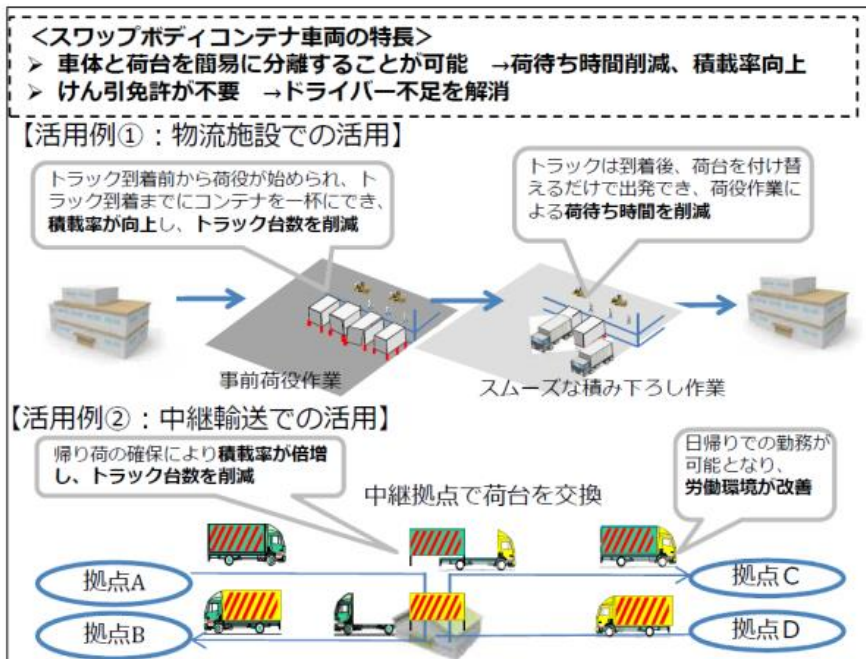 ＜スワップボディコンテナ車両の特長＞
➢ 車体と荷台を簡易に分離することが可能　→荷待ち時間削減、積載率向上
➢ けん引免許が不要　→ドライバー不足を解消
【活用例①：物流施設での活用】
トラック到着前から荷役が始められ、ト
ラック到着までにコンテナを一杯にでき、
積載率が向上し、トラック台数を削減
トラックは到着後、荷台を付け替
えるだけで出発でき、荷役作業に
よる荷待ち時間を削減
事前荷役作業
スムーズな積み下ろし作業
【活用例②：中継輸送での活用】
帰り荷の確保により積載率が倍増
し、トラック台数を削減
日帰りでの勤務が
可能となり、
労働環境が改善
中継拠点で荷台を交換
拠点A
拠点C
拠点B
拠点D